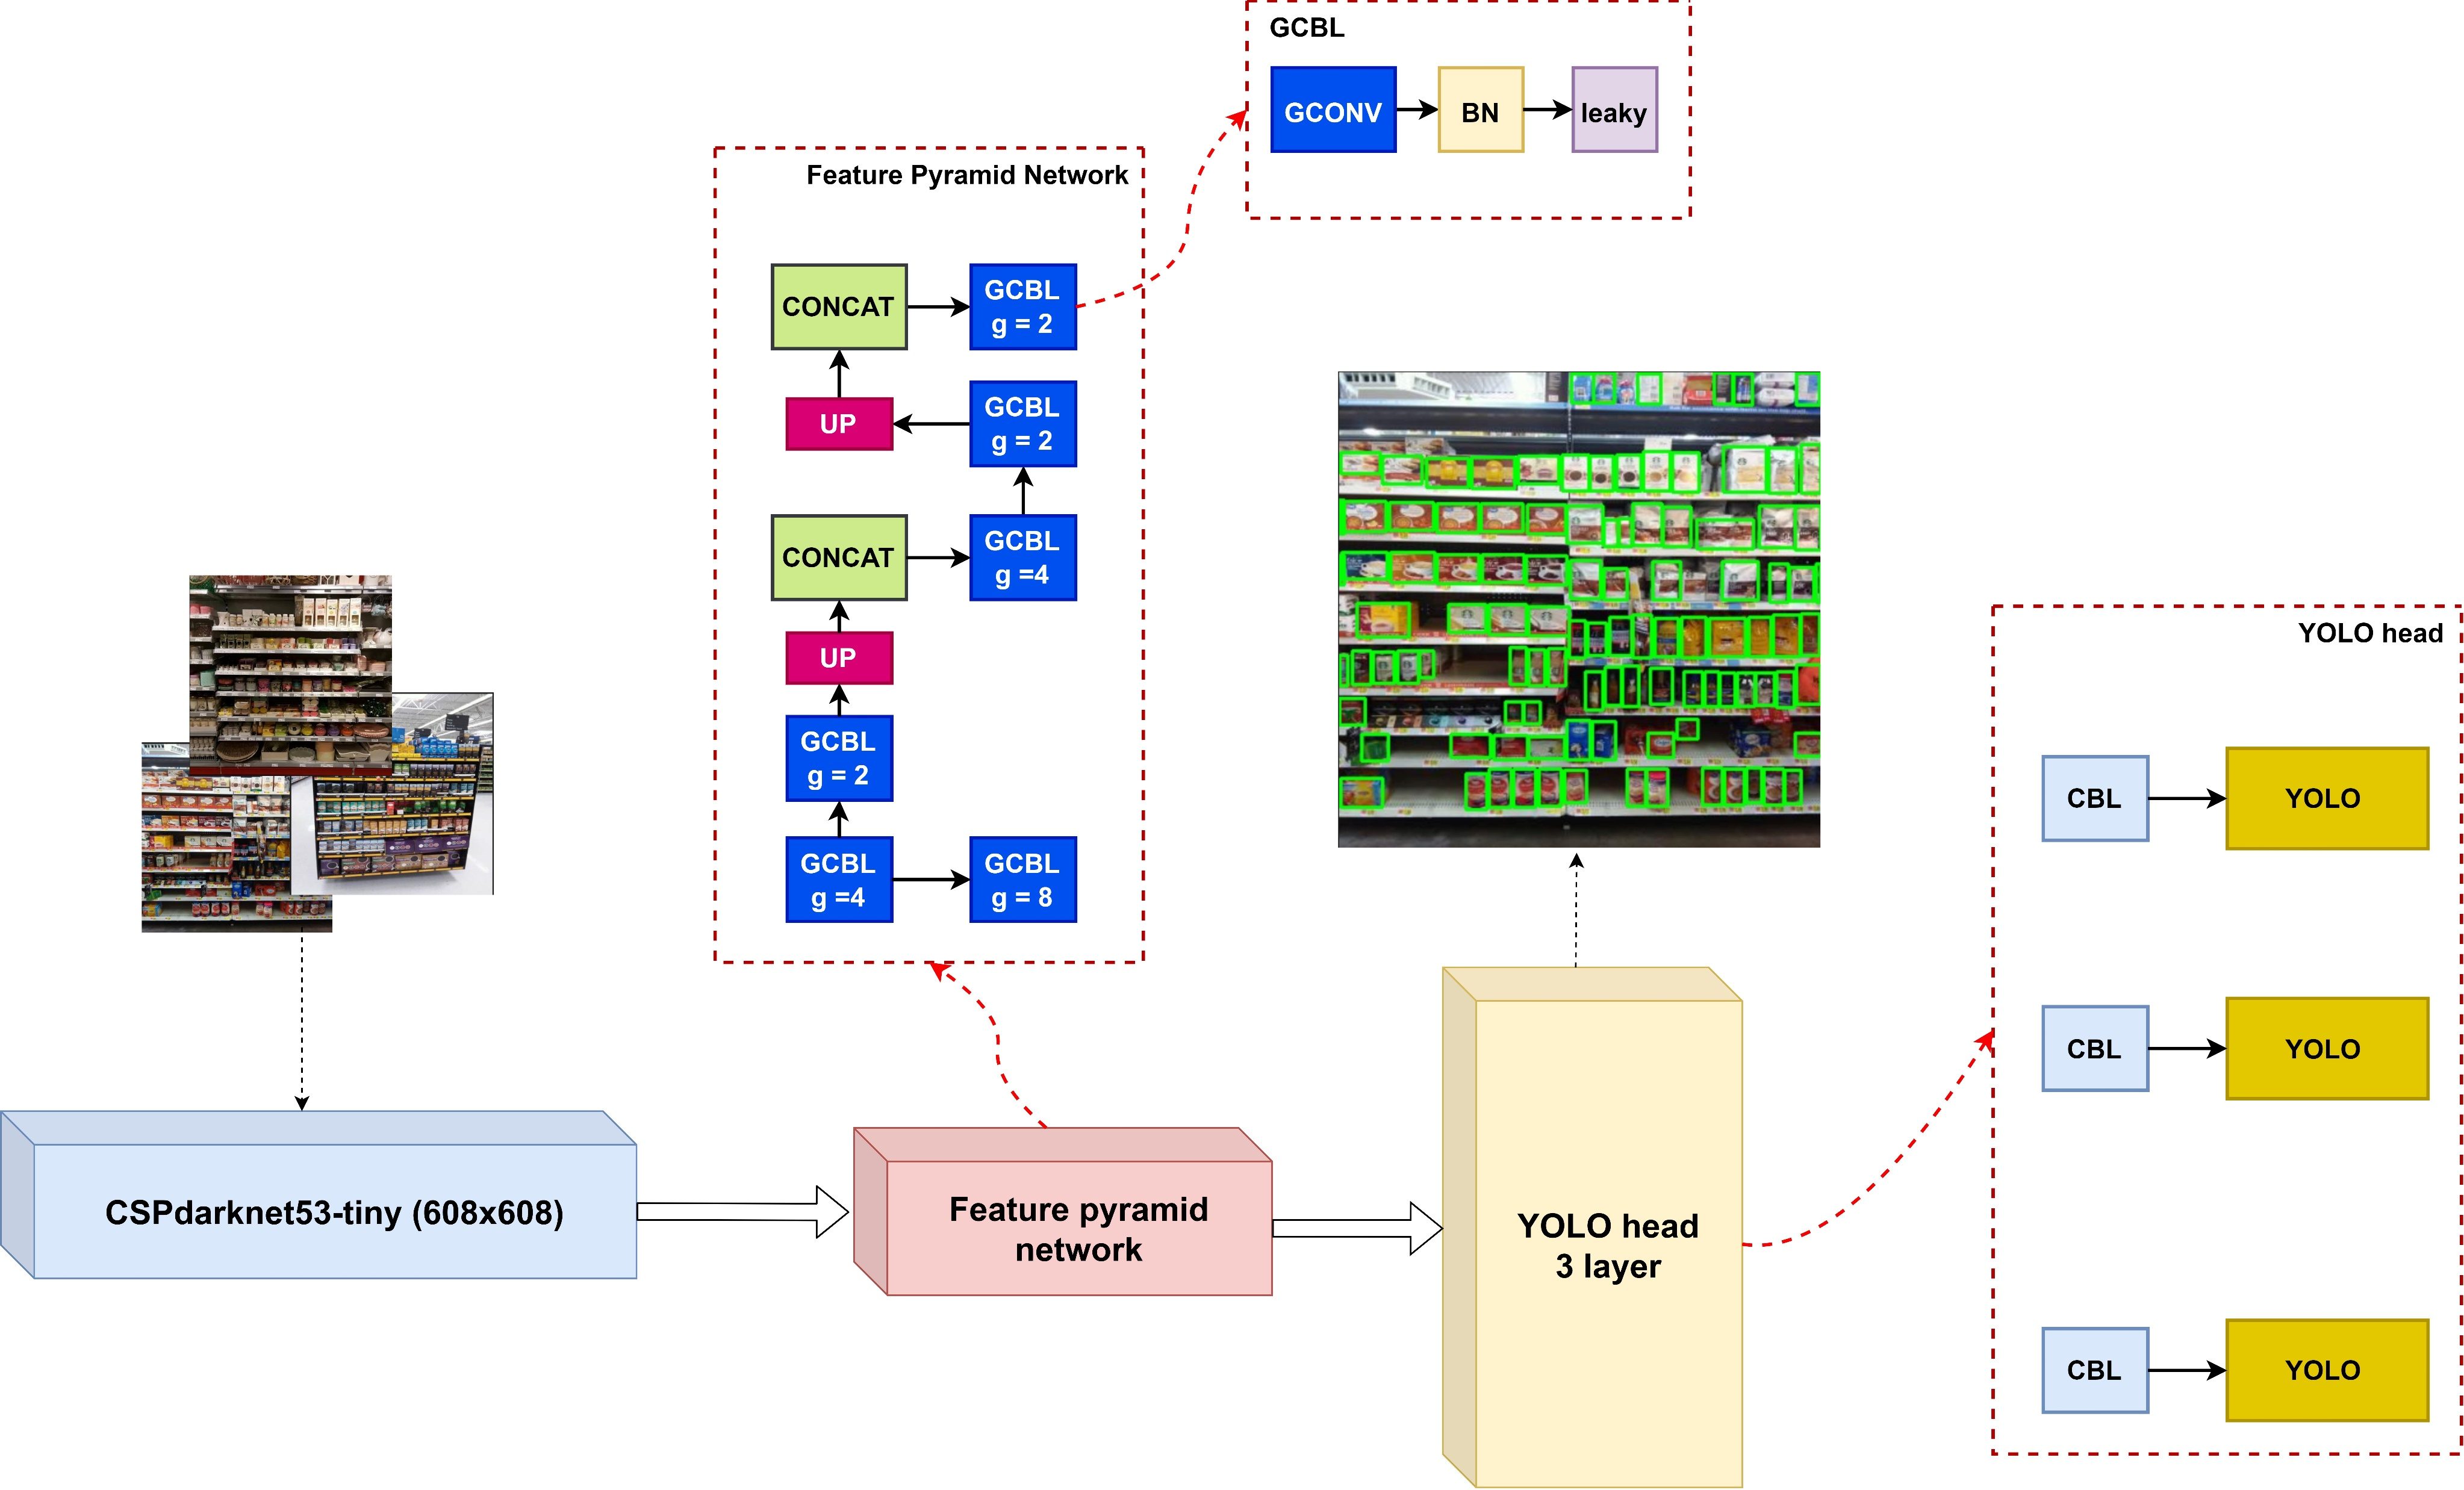 GCBL
GCONV
BN
leaky
Feature Pyramid Network
CONCAT
GCBL
g = 2
UP
GCBL
g = 2
CONCAT
GCBL
g =4
UP
GCBL
g = 2
GCBL
g =4
GCBL
g = 8
YOLO head
CBL
YOLO
CBL
YOLO
CBL
YOLO
CSPdarknet53-tiny (608x608)
Feature pyramid
network
YOLO head
3 layer